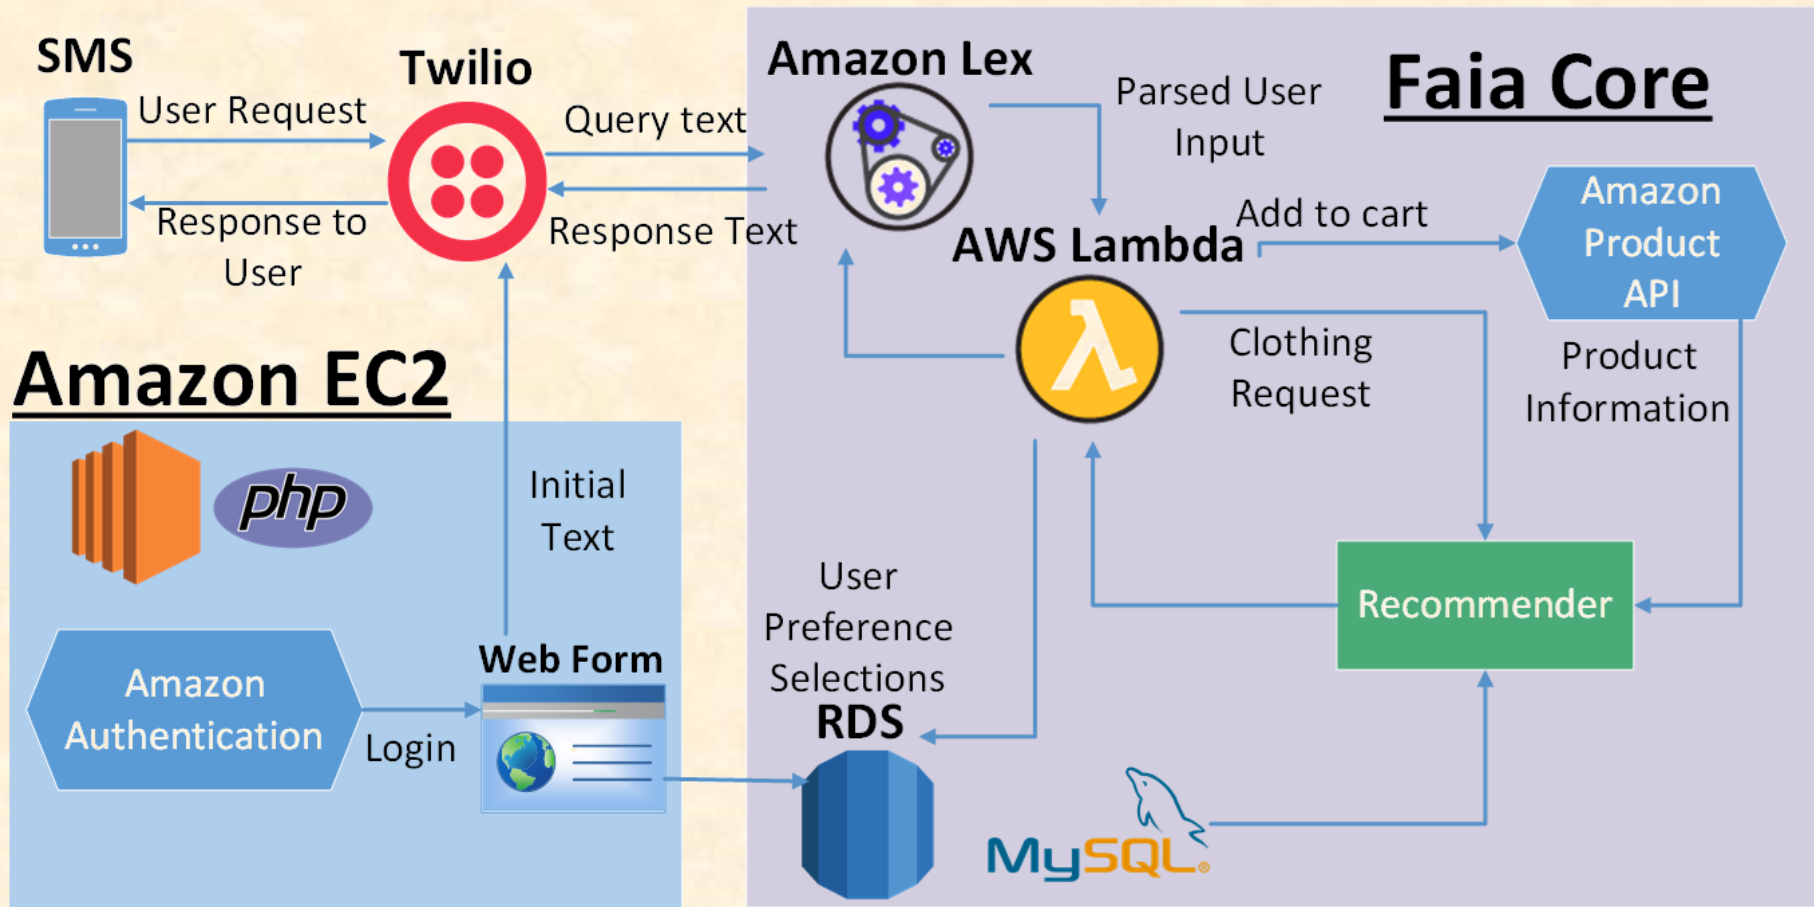 SMS
User Request
Response to
User
Twilio
Query text
Response Text
Amazon Lex
Parsed User
Input
Faia Core
AWS Lambda
Add to cart
Amazon
Product
API
Clothing
Request
Product
Information
Amazon EC2
php
Initial
Text
Amazon
Authentication
Login
Web Form
User
Preference
Selections
RDS
Recommender
MySQL®